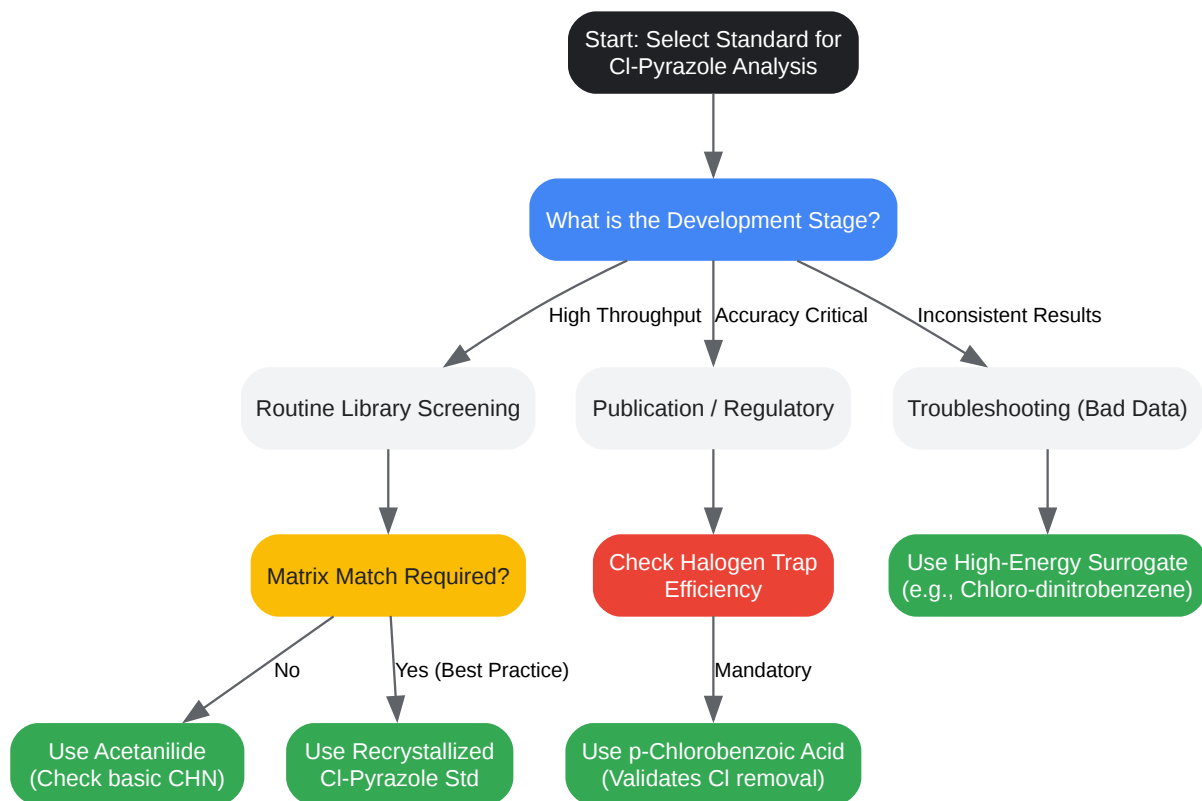 Start: Select Standard for
Cl-Pyrazole Analysis
What is the Development Stage?
High Throughput
Accuracy Critical
Inconsistent Results
Routine Library Screening
Publication / Regulatory
Troubleshooting (Bad Data)
Matrix Match Required?
Check Halogen Trap
Efficiency
Use High-Energy Surrogate
(e.g., Chloro-dinitrobenzene)
No
Yes (Best Practice)
Mandatory
Use Acetanilide
(Check basic CHN)
Use Recrystallized
Cl-Pyrazole Std
Use p-Chlorobenzoic Acid
(Validates Cl removal)